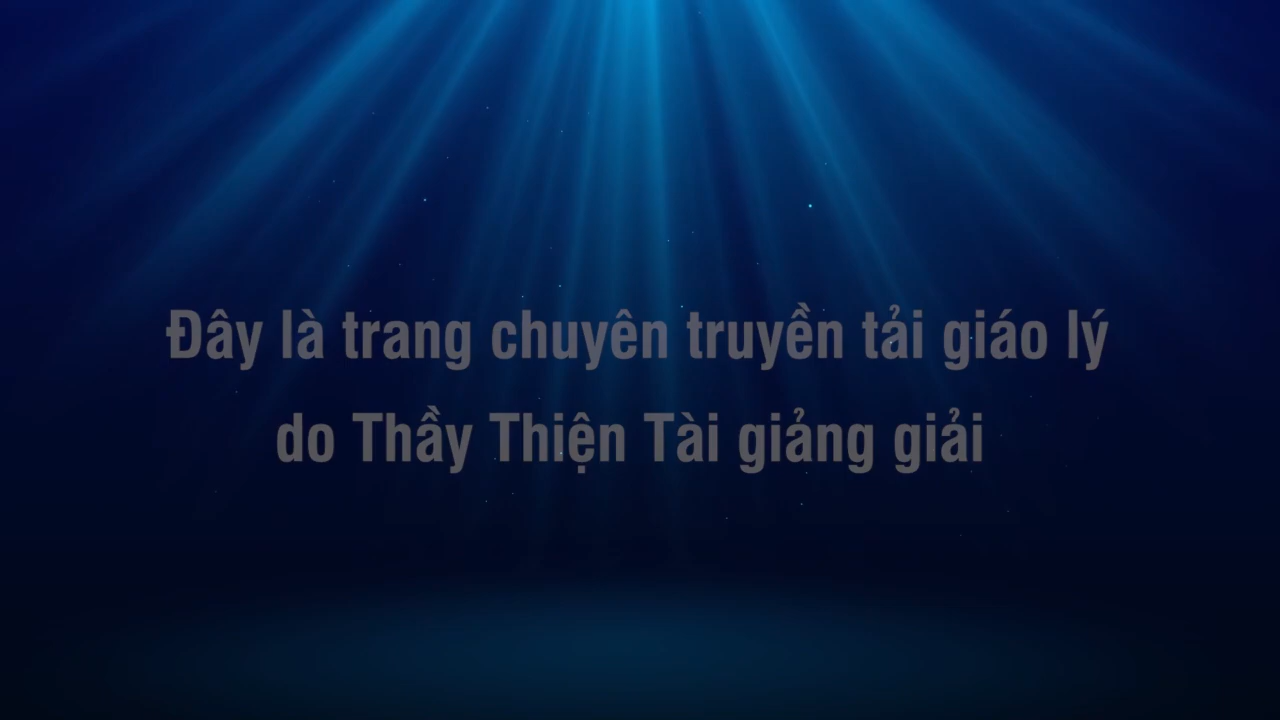 Đây là trang chuyên truyền tải giáo lý
do Thầy Thiện Tài giảng giải